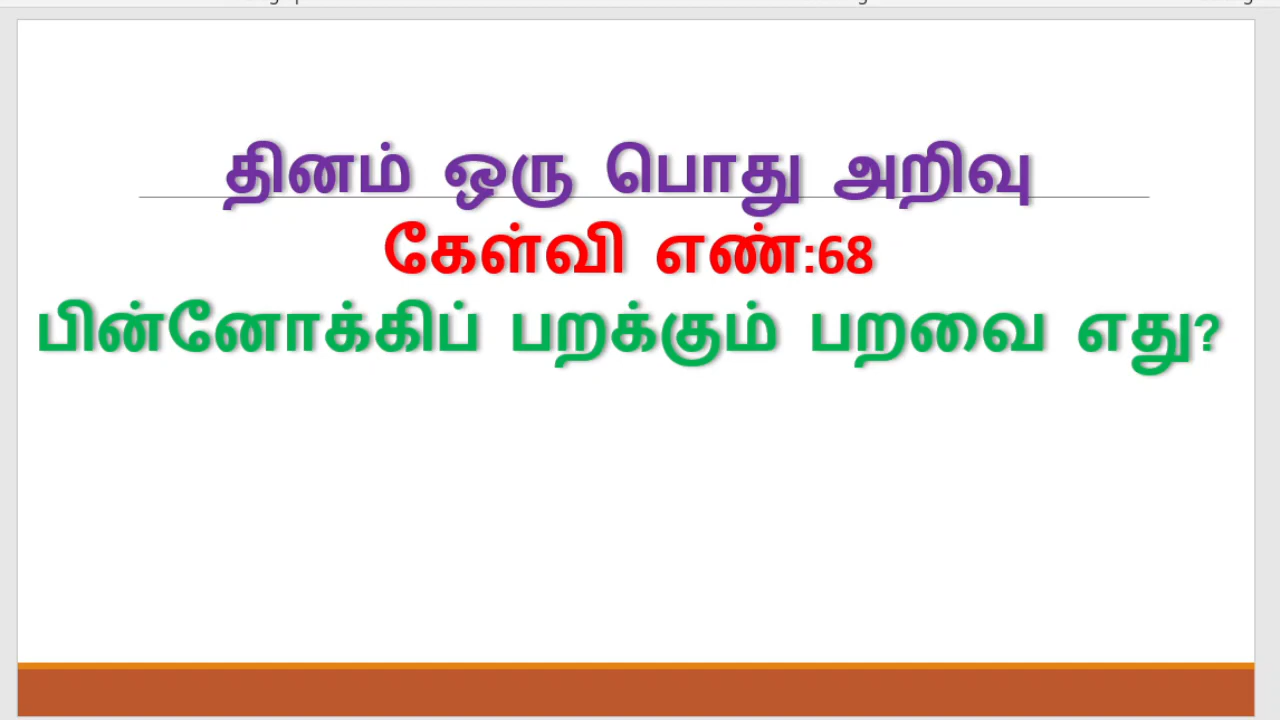 தினம் ஒரு பொது அறிவு
கேள்வி எண்:68
பின்னோக்கிப் பறக்கும் பறவை எது?